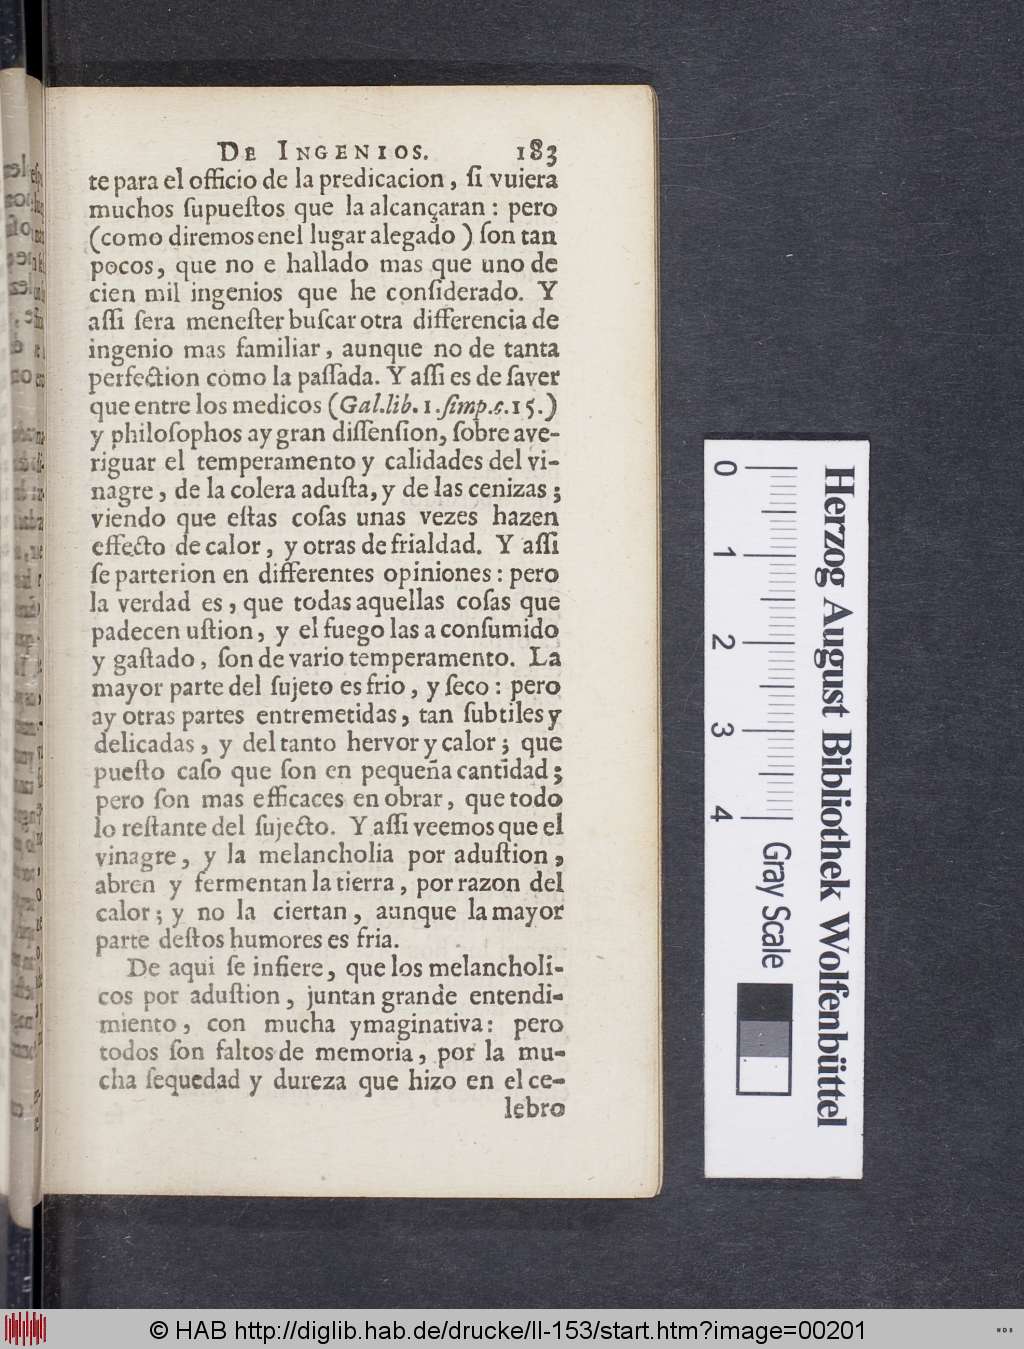 DE INGENIOS. 183
te para el officio de la predicacion, ſi vuiera
muchos ſupueſtos que la alcançaran: pero
(como diremos enel lugar alegado) ſon tan
pocos, que no e hallado mas que uno de
cien mil ingenios que he conſiderado. Y
aſſi ſera meneſter buſcar otra differencia de
ingenio mas familiar, aunque no de tanta
perfection como la paſſada. Y aſſi es de ſaver
que entre los medicos (Gal.lib. 1.ſimp.c.15.)
y philoſophos ay gran diſſenſion, ſobre ave-
riguar el temperamento y calidades del vi-
nagre, de la colera aduſta, y de las cenizas;
viendo que eſtas coſas unas vezes hazen
effecto de calor, y otras de frialdad. Y aſſi
ſe parterion en differentes opiniones: pero
la verdad es, que todas aquellas coſas que
padecen uſtion, y el fuego las a conſumido
y gaſtado, ſon de vario temperamento. La
mayor parte del ſujeto es frio, y ſeco: pero
ay otras partes entremetidas, tan ſubtiles y
delicadas, y del tanto hervor y calor; que
pueſto caſo que ſon en pequeña cantidad;
pero ſon mas efficaces en obrar, que todo
lo reſtante del ſujecto. Y aſſi veemos que el
vinagre, y la melancholia por aduſtion,
abren y fermentan la tierra, por razon del
calor; y no la ciertan, aunque la mayor
parte deſtos humores es fria.
De aqui ſe infiere, que los melancholi-
cos por aduſtion, juntan grande entendi-
miento, con mucha ymaginativa: pero
todos ſon faltos de memoria, por la mu-
cha ſequedad y dureza que hizo en el ce-
lebro
0 1 2 3 4 Gray Scale
Herzog August Bibliothek Wolfenbüttel
© HAB http://diglib.hab.de/drucke/ll-153/start.htm?image=00201